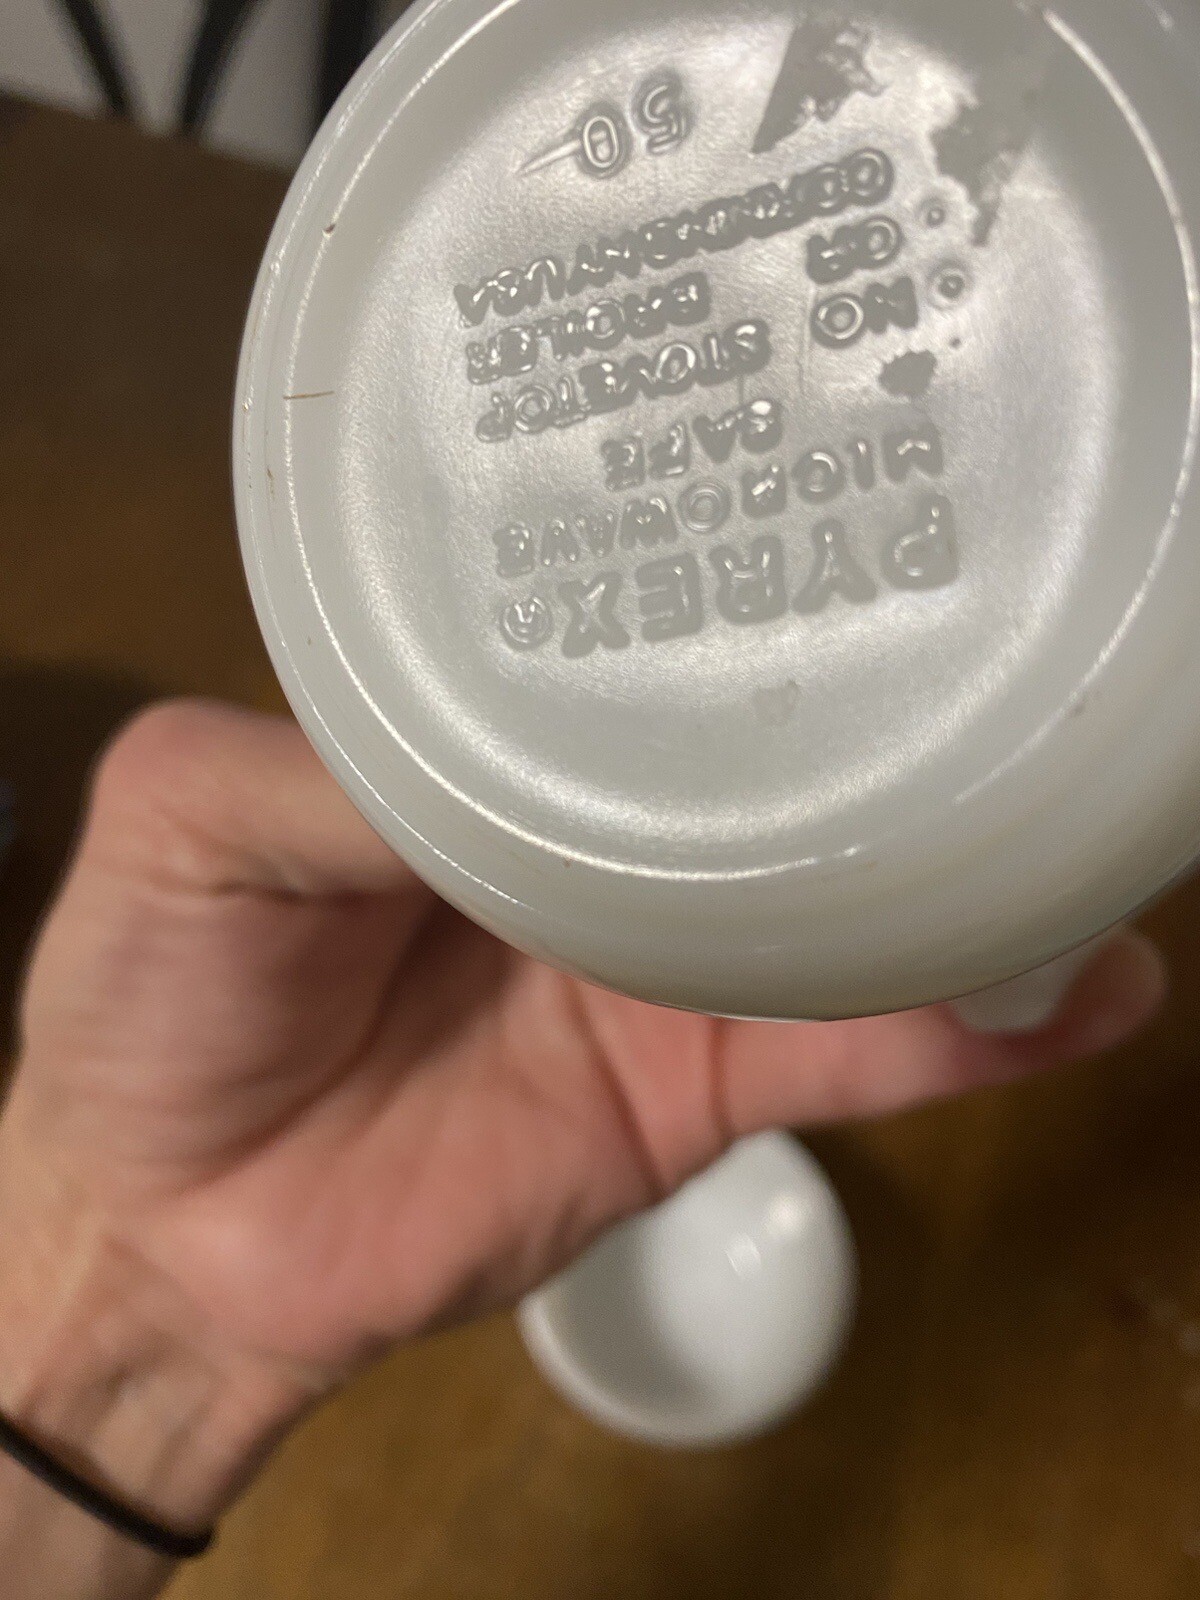 PYREX®
MICROWAVE
SAFE
NO STOVETOP
OR BROILER
CORNING NY USA
50